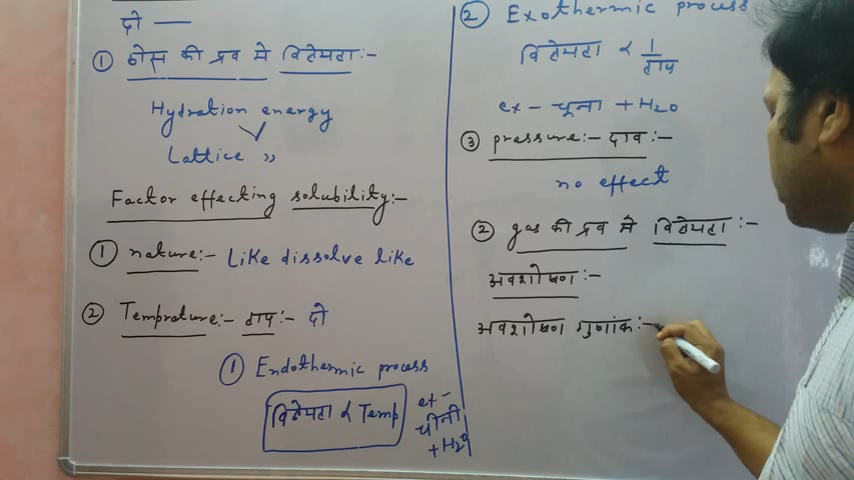 दो —
① ठोस की द्रव मे विलेयता :-
Hydration energy
Lattice ״
Factor effecting solubility:-
① nature:- Like dissolve like
② Temprature:- ताप:- दो
① Endothermic process
विलेयता ∝ Temp
ex -
चीनी
+ H2O
② Exothermic process
विलेयता ∝ 1/ताप
ex - चूना + H2O
③ pressure:- दाब:-
no effect
② gas की द्रव मे विलेयता :-
अवशोषण :-
अवशोषण गुणांक:-